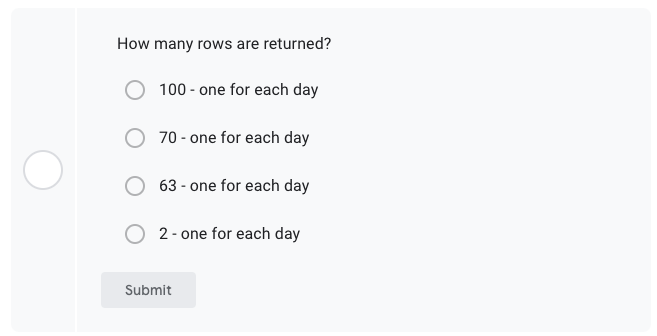 How many rows are returned?
100 - one for each day
70 - one for each day
63 - one for each day
2 - one for each day
Submit